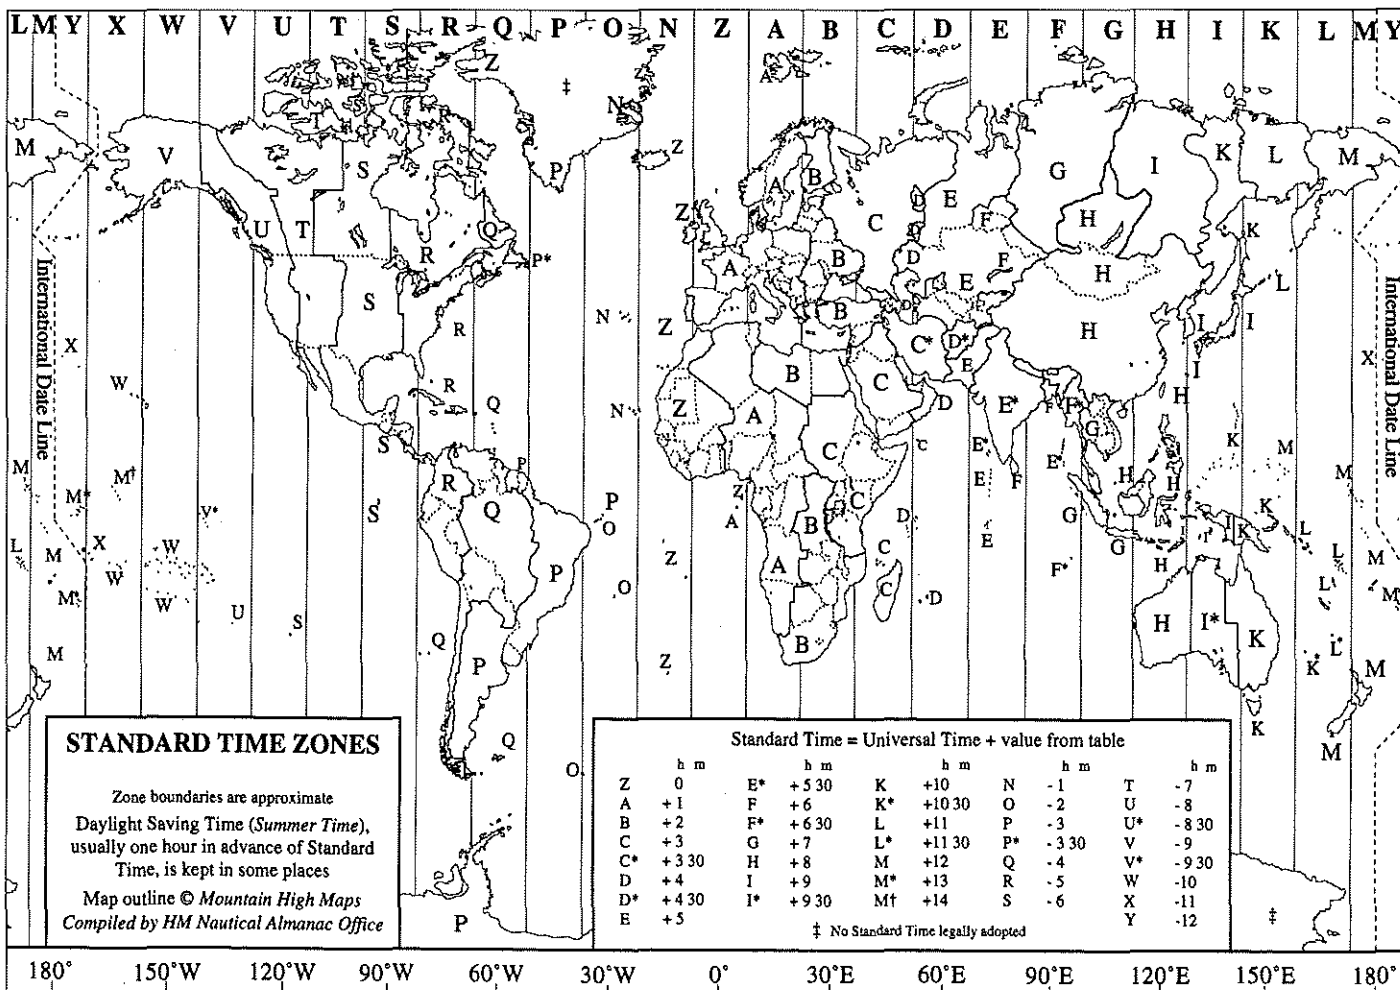 L M Y X W V U T S R Q P O N Z A B C D E F G H I K L M Y
International Date Line
International Date Line
STANDARD TIME ZONES
Zone boundaries are approximate
Daylight Saving Time (Summer Time),
usually one hour in advance of Standard
Time, is kept in some places
Map outline © Mountain High Maps
Compiled by HM Nautical Almanac Office
Standard Time = Universal Time + value from table
h m h m h m h m h m
Z 0 E* +5 30 K +10 N -1 T -7
A +1 F +6 K* +10 30 O -2 U -8
B +2 F* +6 30 L +11 P -3 U* -8 30
C +3 G +7 L* +11 30 P* -3 30 V -9
C* +3 30 H +8 M +12 Q -4 V* -9 30
D +4 I +9 M* +13 R -5 W -10
D* +4 30 I* +9 30 M† +14 S -6 X -11
E +5 Y -12
‡ No Standard Time legally adopted
180° 150°W 120°W 90°W 60°W 30°W 0° 30°E 60°E 90°E 120°E 150°E 180°